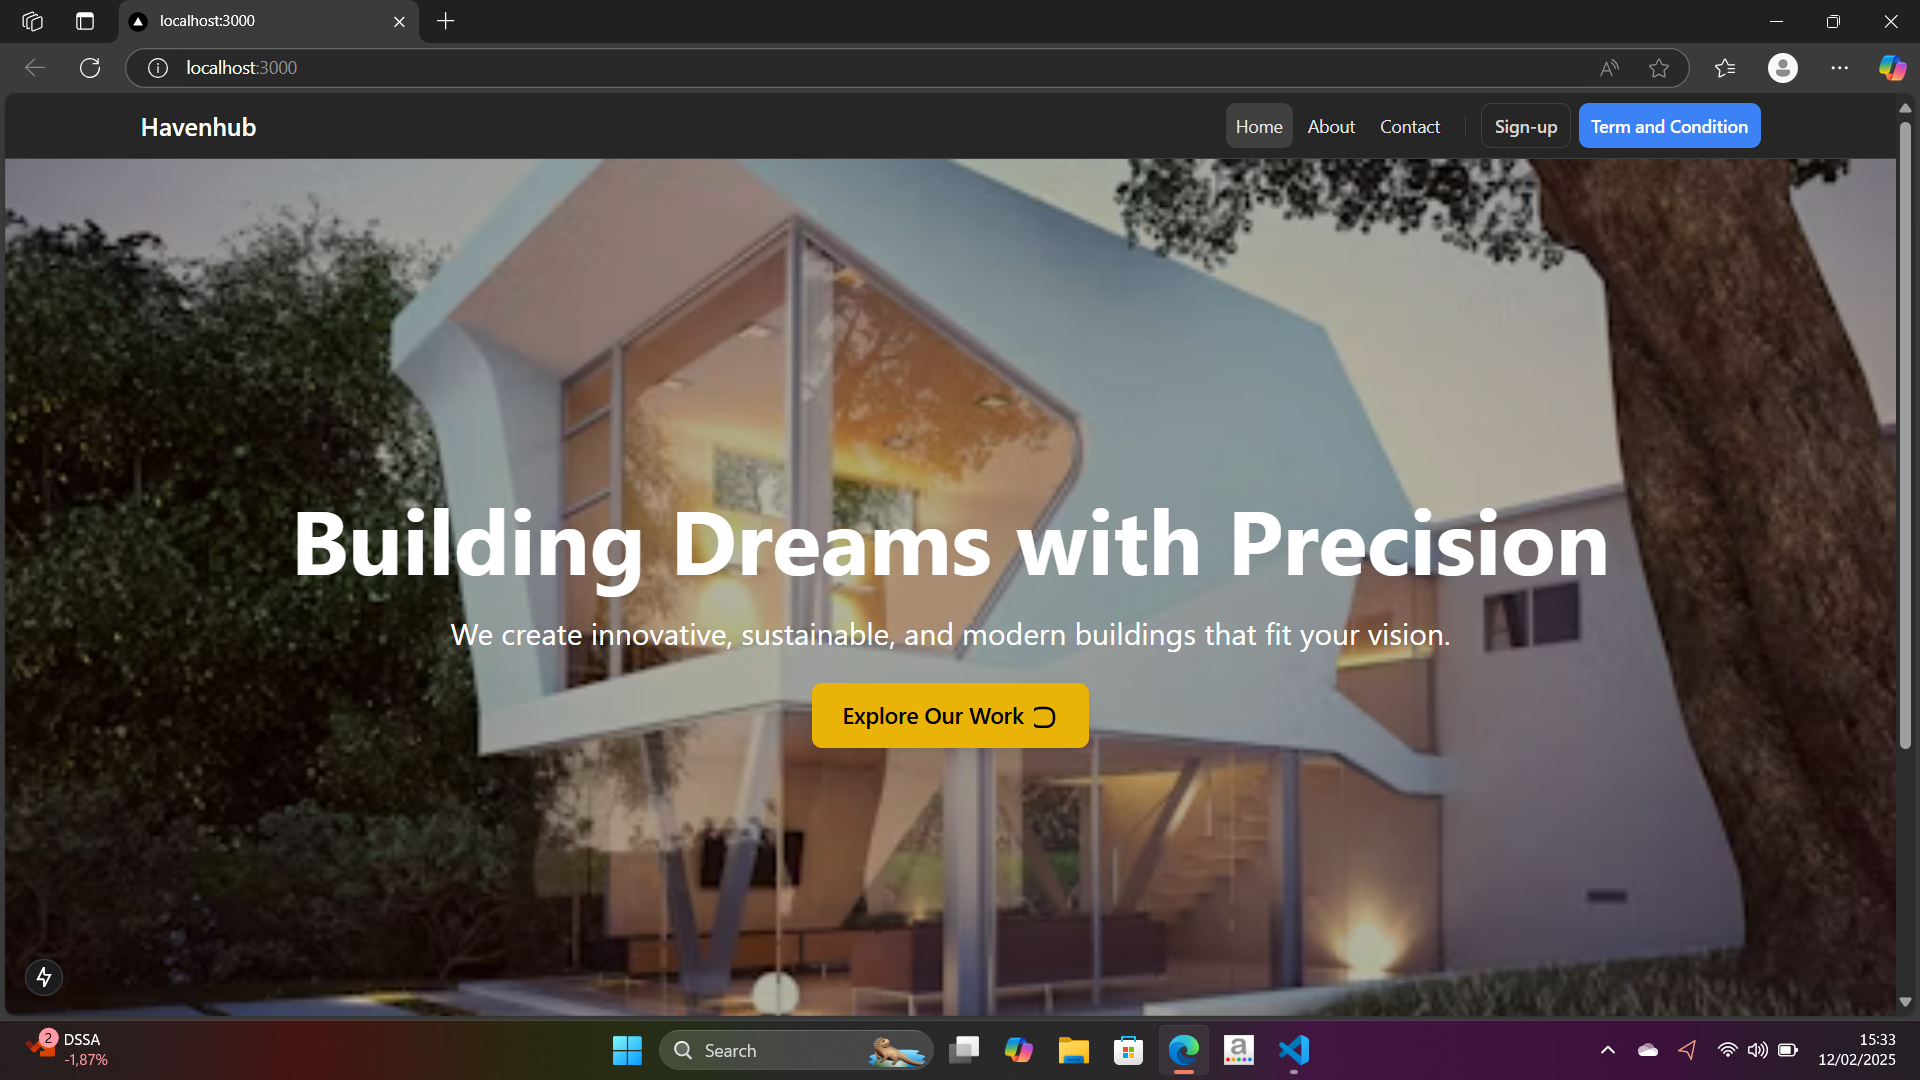 localhost:3000
localhost:3000
Havenhub
Home
About
Contact
Sign-up
Term and Condition
Building Dreams with Precision
We create innovative, sustainable, and modern buildings that fit your vision.
Explore Our Work
2
DSSA
-1,87%
Search
a
15:33
12/02/2025